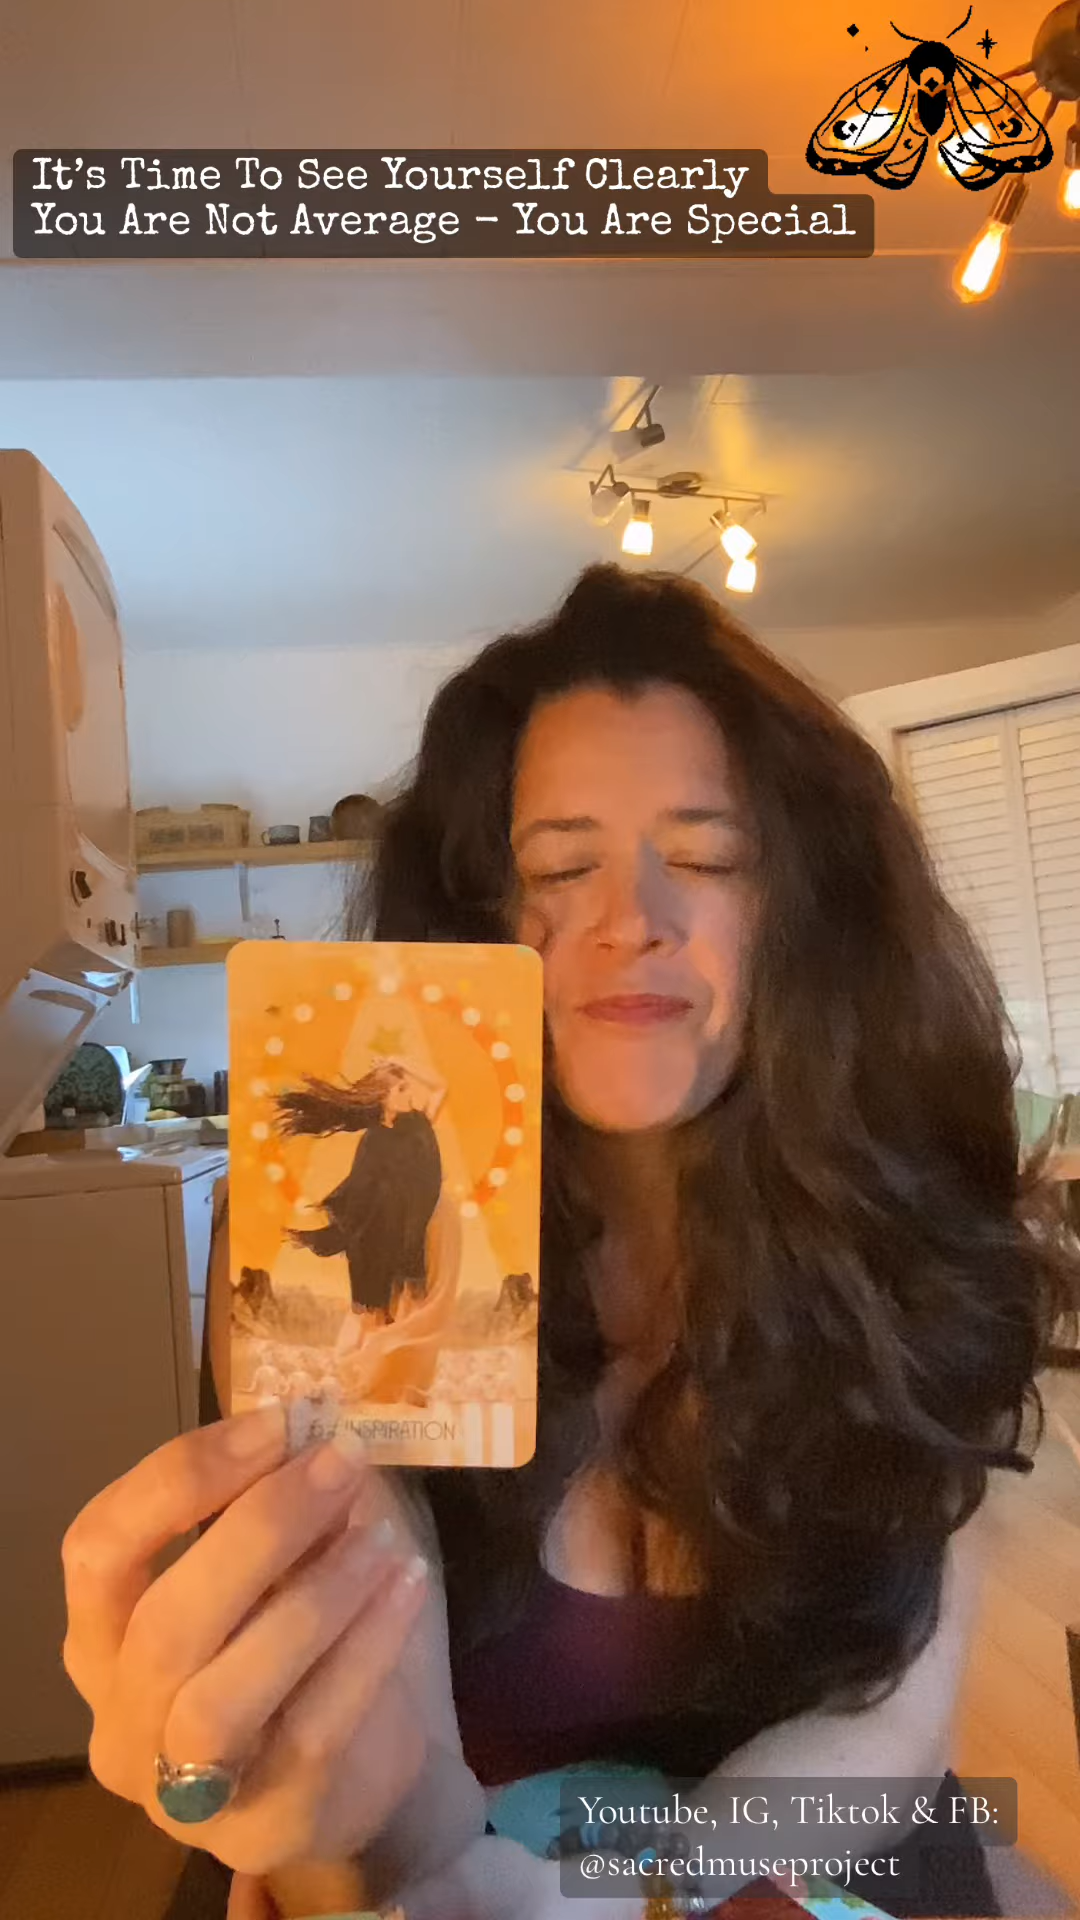 It's Time To See Yourself Clearly
You Are Not Average - You Are Special
INSPIRATION
Youtube, IG, Tiktok & FB:
@sacredmuseproject